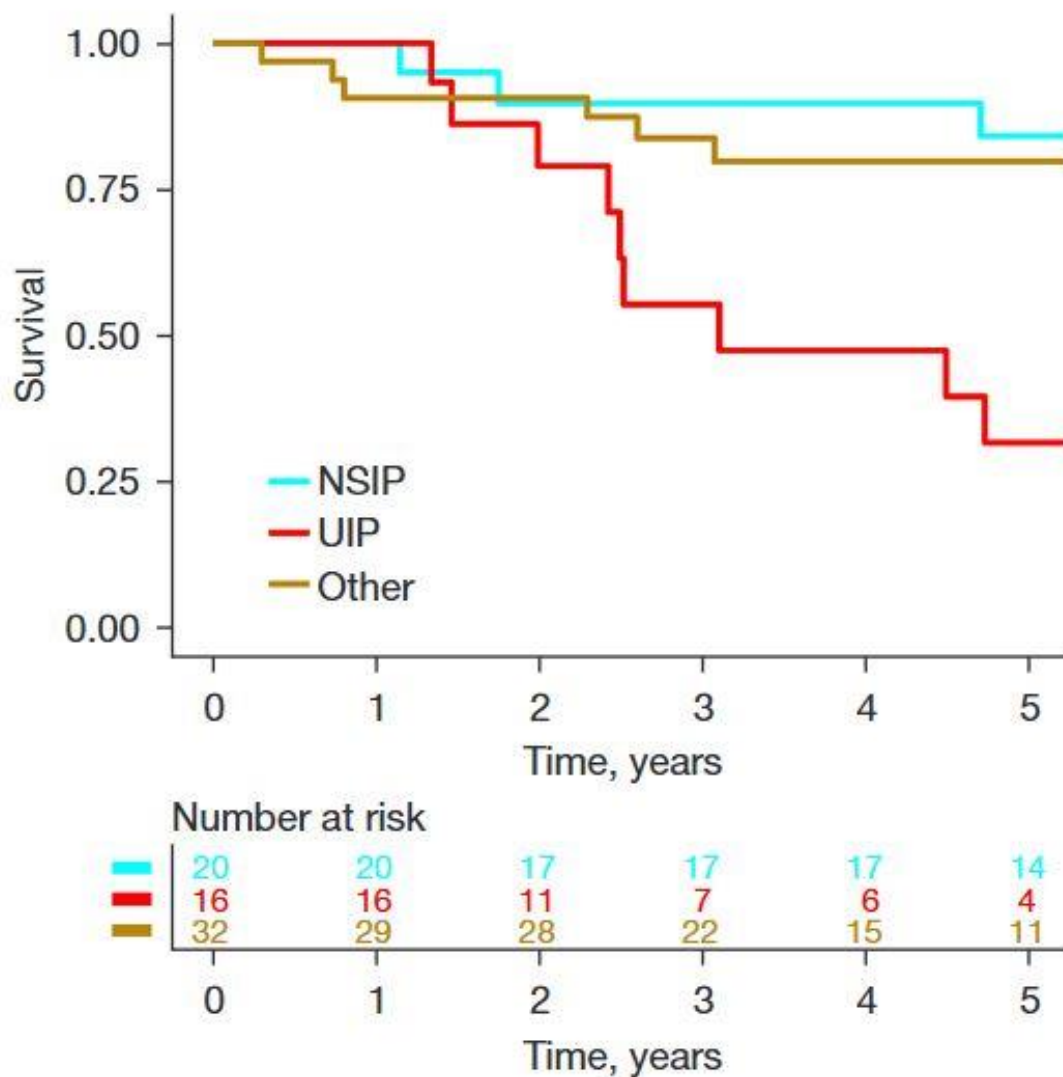 1.00
0.75
0.50
0.25
0.00
Survival
NSIP
UIP
Other
0 1 2 3 4 5
Time, years
Number at risk
20 20 17 17 17 14
16 16 11 7 6 4
32 29 28 22 15 11
0 1 2 3 4 5
Time, years